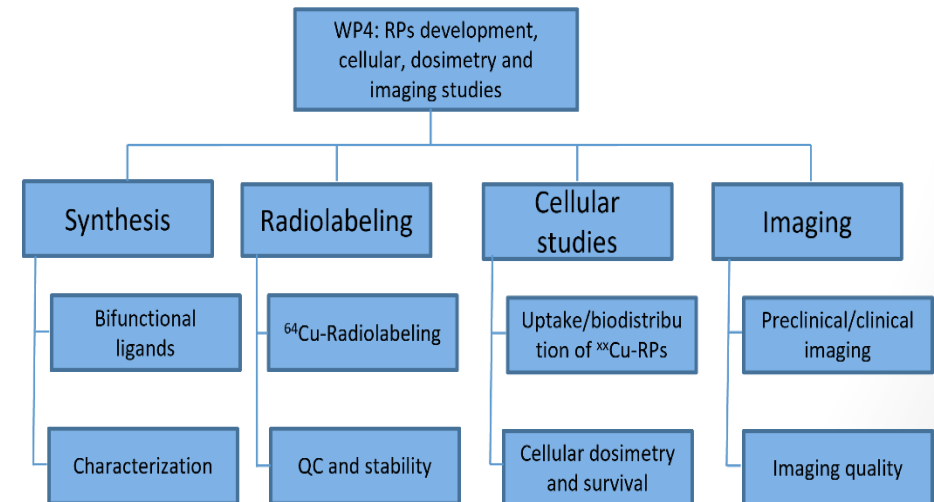 WP4: RPs development,
cellular, dosimetry and
imaging studies
Synthesis
Radiolabeling
Cellular
studies
Imaging
Bifunctional
ligands
⁶⁴Cu-Radiolabeling
Uptake/biodistribu
tion of ˣˣCu-RPs
Preclinical/clinical
imaging
Characterization
QC and stability
Cellular dosimetry
and survival
Imaging quality